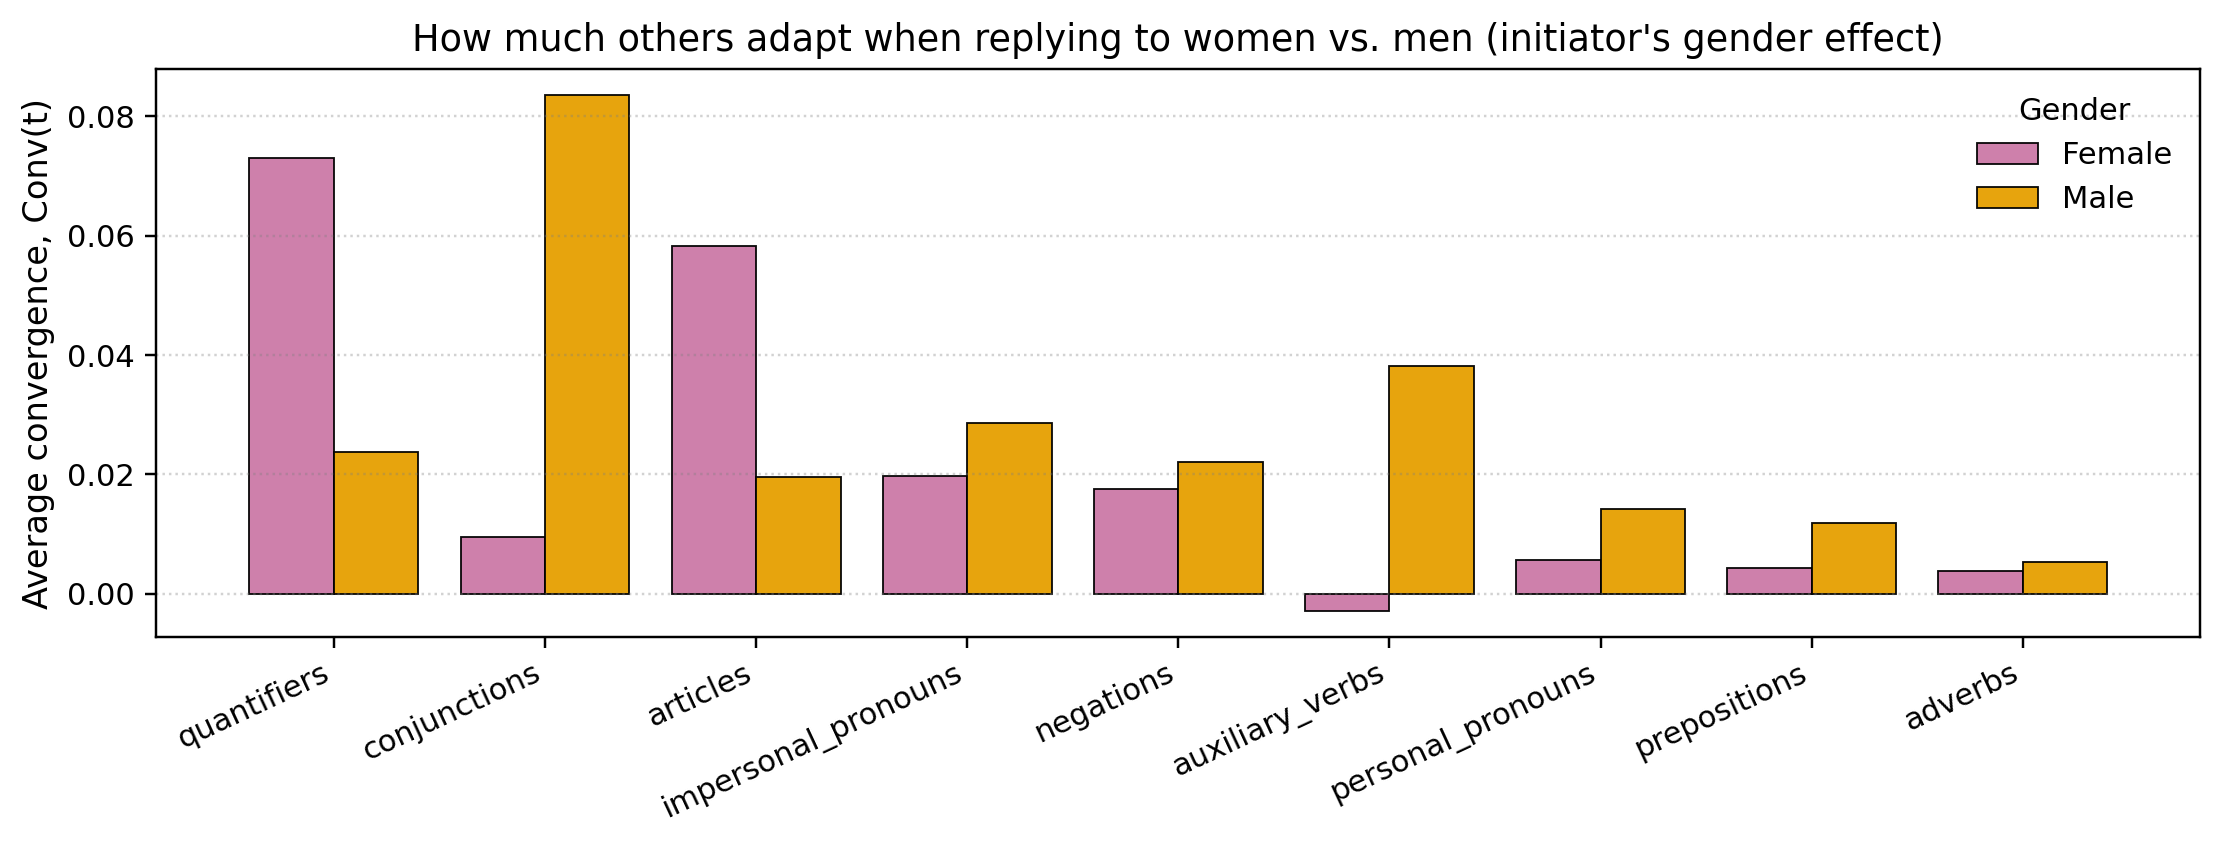 How much others adapt when replying to women vs. men (initiator's gender effect)
Average convergence, Conv(t)
0.08
0.06
0.04
0.02
0.00
Gender
Female
Male
quantifiers
conjunctions
articles
impersonal_pronouns
negations
auxiliary_verbs
personal_pronouns
prepositions
adverbs